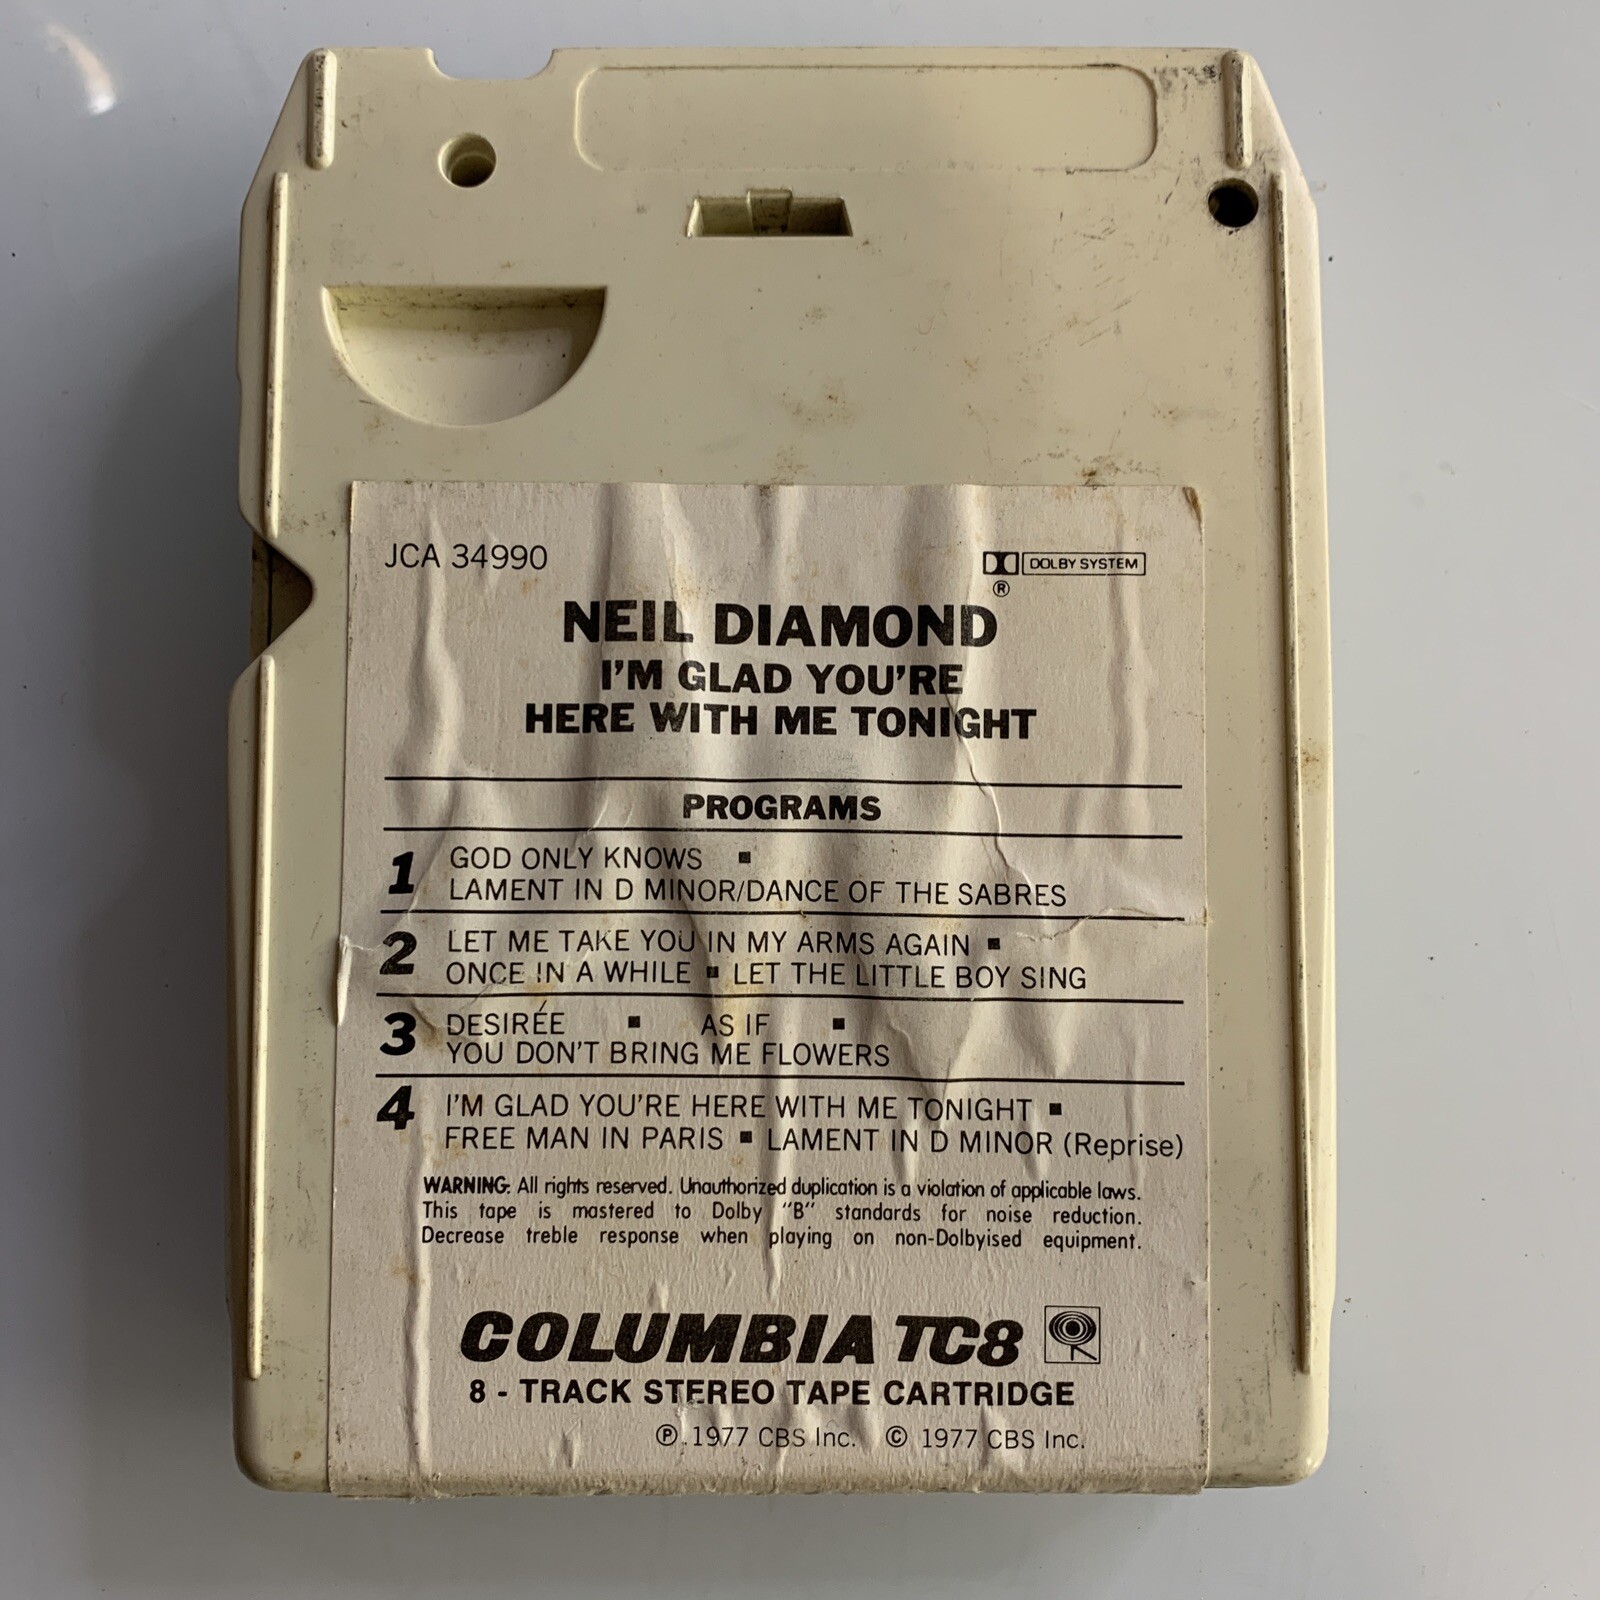 JCA 34990
DOLBY SYSTEM
®
NEIL DIAMOND
I'M GLAD YOU'RE
HERE WITH ME TONIGHT
PROGRAMS
1 GOD ONLY KNOWS ▪
LAMENT IN D MINOR/DANCE OF THE SABRES
2 LET ME TAKE YOU IN MY ARMS AGAIN ▪
ONCE IN A WHILE ▪ LET THE LITTLE BOY SING
3 DESIRÉE ▪ AS IF ▪
YOU DON'T BRING ME FLOWERS
4 I'M GLAD YOU'RE HERE WITH ME TONIGHT ▪
FREE MAN IN PARIS ▪ LAMENT IN D MINOR (Reprise)
WARNING: All rights reserved. Unauthorized duplication is a violation of applicable laws.
This tape is mastered to Dolby "B" standards for noise reduction.
Decrease treble response when playing on non-Dolbyised equipment.
COLUMBIA TC8
8 - TRACK STEREO TAPE CARTRIDGE
℗ 1977 CBS Inc. © 1977 CBS Inc.